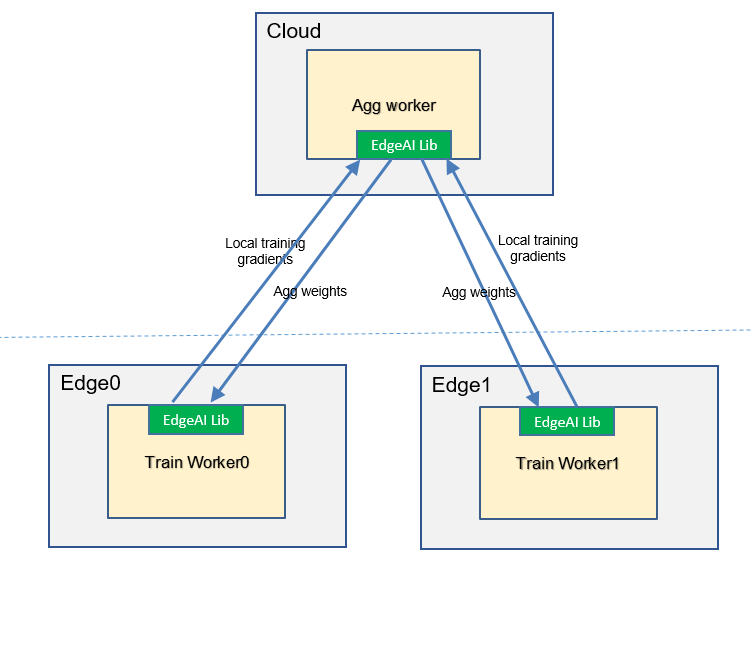 Cloud
Agg worker
EdgeAI Lib
Local training
gradients
Local training
gradients
Agg weights
Agg weights
Edge0
EdgeAI Lib
Train Worker0
Edge1
EdgeAI Lib
Train Worker1